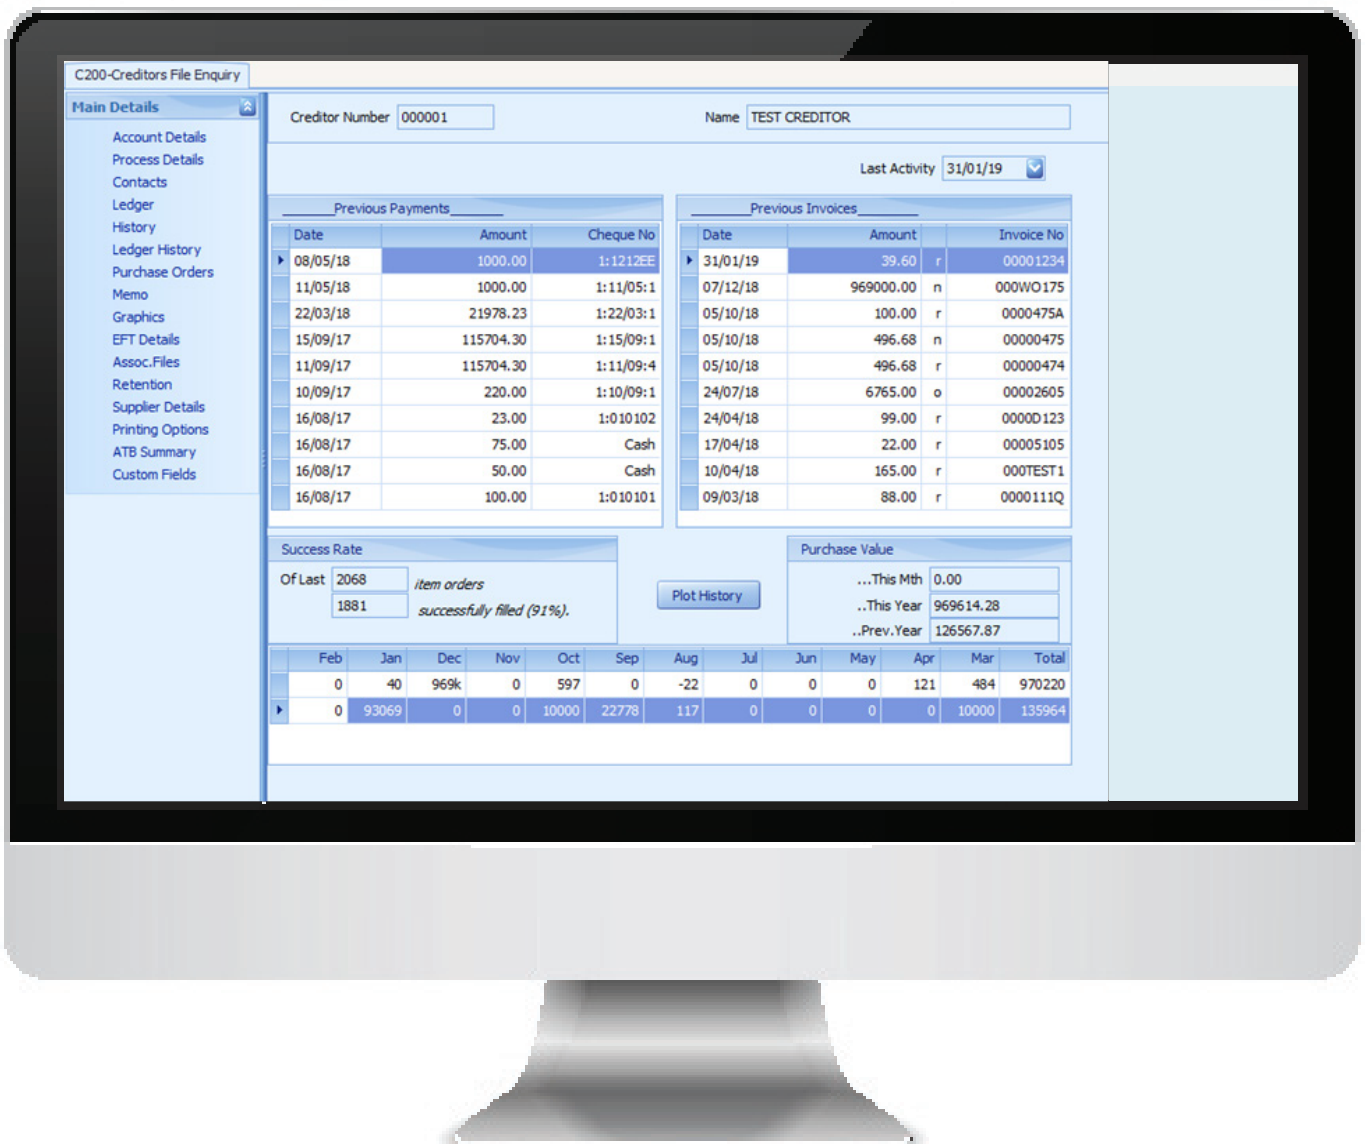 C200-Creditors File Enquiry
Main Details
Account Details
Process Details
Contacts
Ledger
History
Ledger History
Purchase Orders
Memo
Graphics
EFT Details
Assoc.Files
Retention
Supplier Details
Printing Options
ATB Summary
Custom Fields
Creditor Number 000001 Name TEST CREDITOR
Last Activity 31/01/19
______Previous Payments______
Date Amount Cheque No
08/05/18 1000.00 1:1212EE
11/05/18 1000.00 1:11/05:1
22/03/18 21978.23 1:22/03:1
15/09/17 115704.30 1:15/09:1
11/09/17 115704.30 1:11/09:4
10/09/17 220.00 1:10/09:1
16/08/17 23.00 1:010102
16/08/17 75.00 Cash
16/08/17 50.00 Cash
16/08/17 100.00 1:010101
_______Previous Invoices_______
Date Amount Invoice No
31/01/19 39.60 r 00001234
07/12/18 969000.00 n 000WO175
05/10/18 100.00 r 0000475A
05/10/18 496.68 n 00000475
05/10/18 496.68 r 00000474
24/07/18 6765.00 o 00002605
24/04/18 99.00 r 0000D123
17/04/18 22.00 r 00005105
10/04/18 165.00 r 000TEST1
09/03/18 88.00 r 0000111Q
Success Rate
Of Last 2068 item orders
1881 successfully filled (91%).
Plot History
Purchase Value
...This Mth 0.00
..This Year 969614.28
..Prev.Year 126567.87
Feb Jan Dec Nov Oct Sep Aug Jul Jun May Apr Mar Total
0 40 969k 0 597 0 -22 0 0 0 121 484 970220
0 93069 0 0 10000 22778 117 0 0 0 0 10000 135964